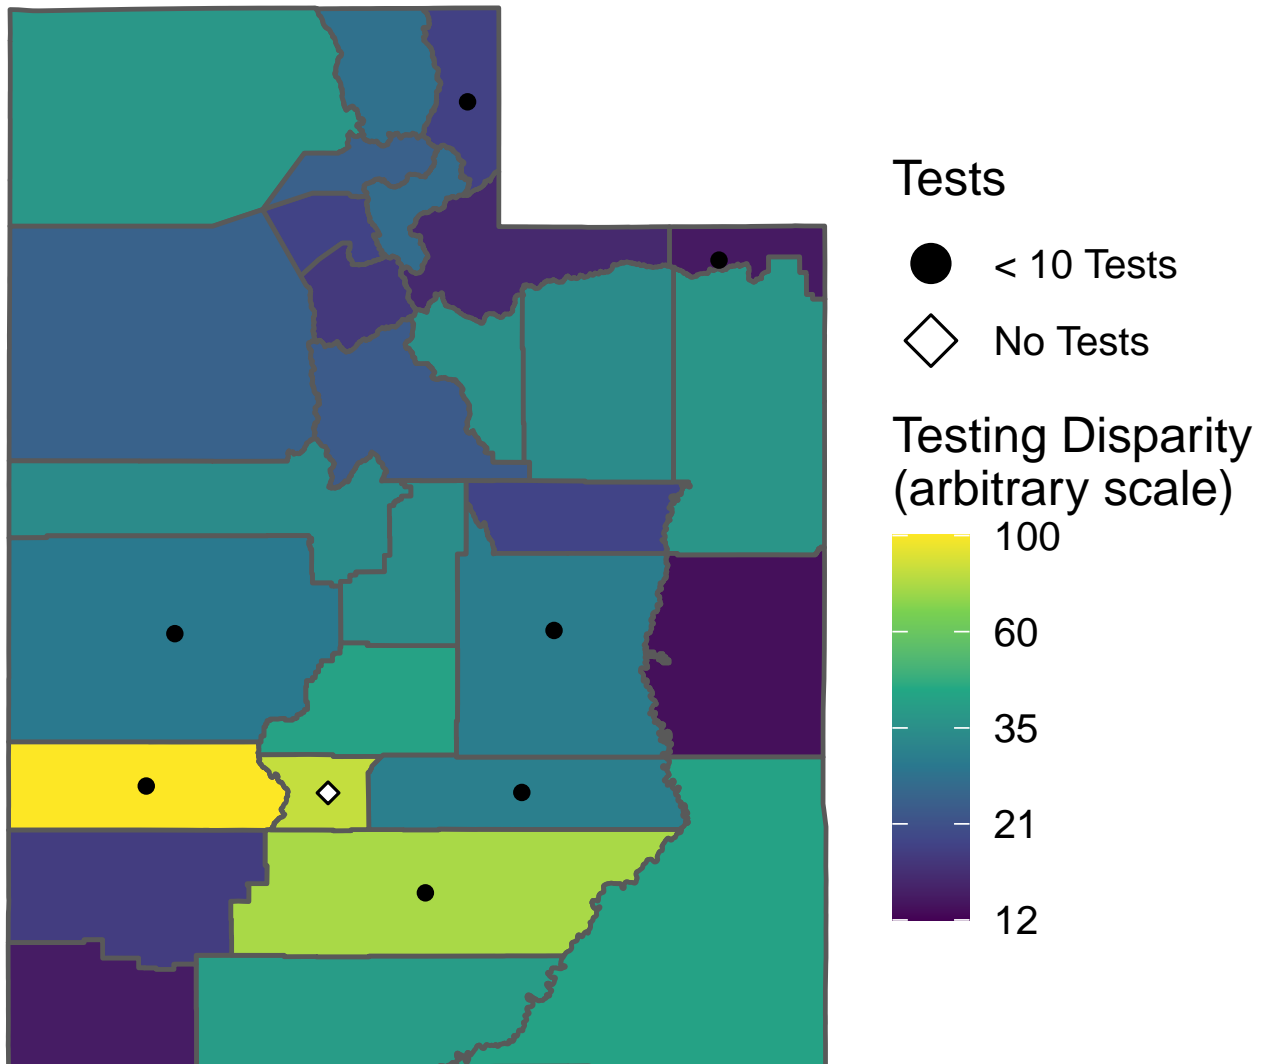 Tests
< 10 Tests
No Tests
Testing Disparity
(arbitrary scale)
100
60
35
21
12